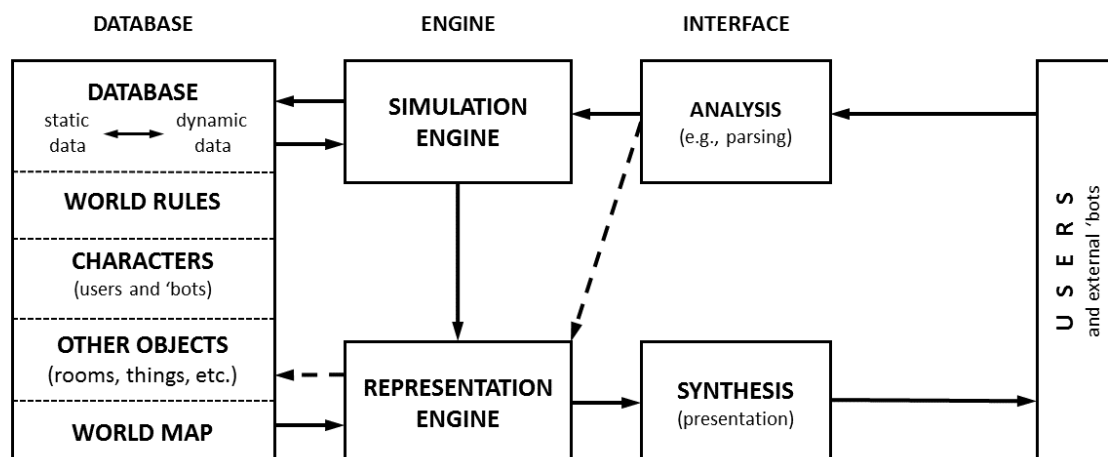 DATABASE
ENGINE
INTERFACE
DATABASE
static
data
dynamic
data
WORLD RULES
CHARACTERS
(users and ‘bots)
OTHER OBJECTS
(rooms, things, etc.)
WORLD MAP
SIMULATION
ENGINE
REPRESENTATION
ENGINE
ANALYSIS
(e.g., parsing)
SYNTHESIS
(presentation)
USERS
and external ‘bots